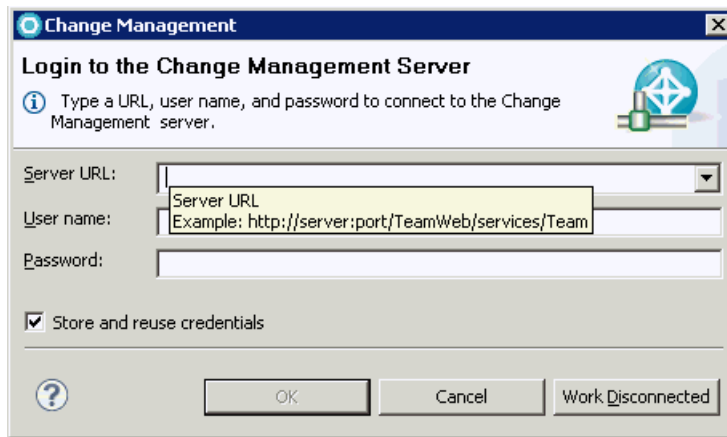 Change Management
Login to the Change Management Server
Type a URL, user name, and password to connect to the Change
Management server.
Server URL:
Server URL
Example: http://server:port/TeamWeb/services/Team
User name:
Password:
Store and reuse credentials
OK
Cancel
Work Disconnected